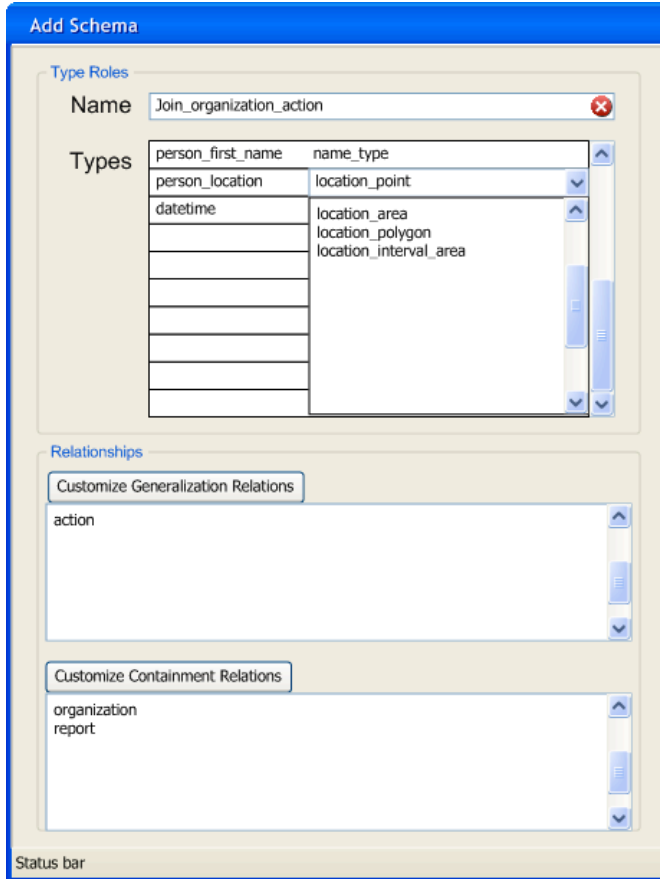 Add Schema
Type Roles
Name Join_organization_action
Types person_first_name name_type
person_location location_point
datetime
location_area
location_polygon
location_interval_area
Relationships
Customize Generalization Relations
action
Customize Containment Relations
organization
report
Status bar